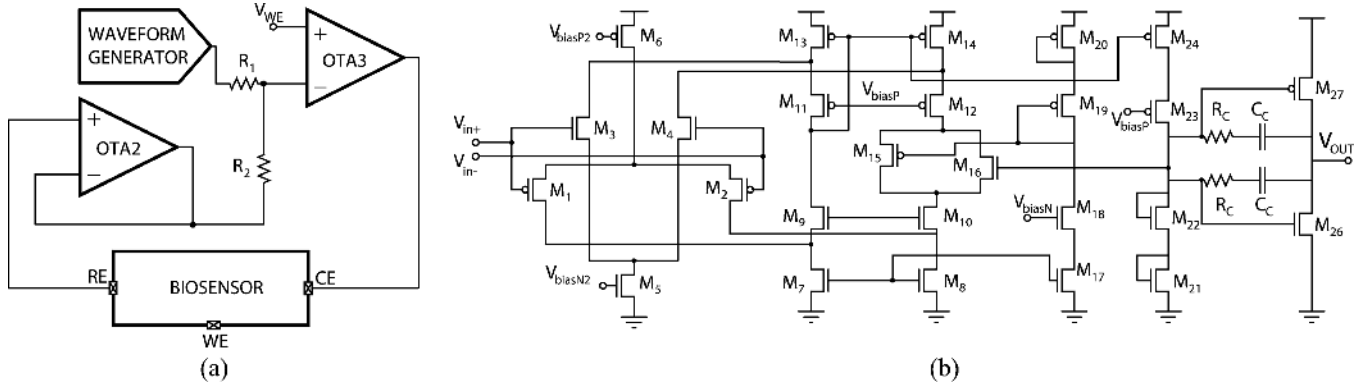 WAVEFORM
GENERATOR
V_WE
+
OTA3
−
R_1
+
OTA2
−
R_2
RE
BIOSENSOR
CE
WE
(a)
V_biasP2
M_6
M_13
M_14
M_20
M_24
M_27
M_11
V_biasP
M_12
M_19
M_23
V_biasP
R_C
C_C
V_in+
V_in-
M_3
M_4
M_15
M_16
V_OUT
M_1
M_2
M_9
M_10
V_biasN
M_18
M_22
R_C
C_C
M_26
V_biasN2
M_5
M_7
M_8
M_17
M_21
(b)